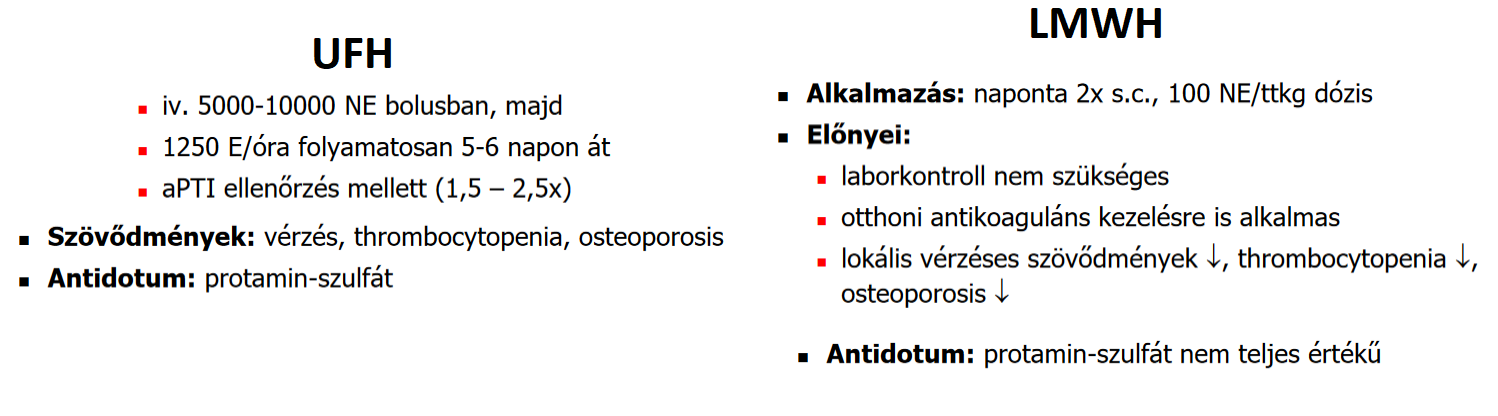 UFH
iv. 5000-10000 NE bolusban, majd
1250 E/óra folyamatosan 5-6 napon át
aPTI ellenőrzés mellett (1,5 – 2,5x)
Szövődmények: vérzés, thrombocytopenia, osteoporosis
Antidotum: protamin-szulfát
LMWH
Alkalmazás: naponta 2x s.c., 100 NE/ttkg dózis
Előnyei:
laborkontroll nem szükséges
otthoni antikoaguláns kezelésre is alkalmas
lokális vérzéses szövődmények ↓, thrombocytopenia ↓,
osteoporosis ↓
Antidotum: protamin-szulfát nem teljes értékű